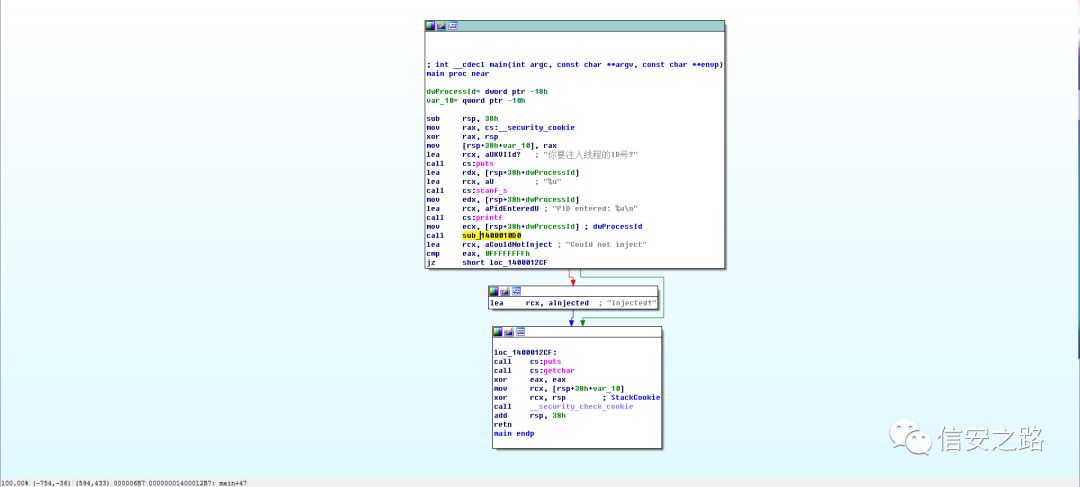 ; int __cdecl main(int argc, const char **argv, const char **envp)
main proc near
dwProcessId= dword ptr -18h
var_10= qword ptr -10h
sub rsp, 38h
mov rax, cs:__security_cookie
xor rax, rsp
mov [rsp+38h+var_10], rax
lea rcx, aUKVIId? ; "你要注入线程的ID号?"
call cs:puts
lea rdx, [rsp+38h+dwProcessId]
lea rcx, aU ; "%u"
call cs:scanf_s
mov edx, [rsp+38h+dwProcessId]
lea rcx, aPidEnteredU ; "PID entered: %u\n"
call cs:printf
mov ecx, [rsp+38h+dwProcessId] ; dwProcessId
call sub_1400010D0
lea rcx, aCouldNotInject ; "Could not inject"
cmp eax, 0FFFFFFFFh
jz short loc_1400012CF
lea rcx, aInjected ; "Injected!"
loc_1400012CF:
call cs:puts
call cs:getchar
xor eax, eax
mov rcx, [rsp+38h+var_10]
xor rcx, rsp ; StackCookie
call __security_check_cookie
add rsp, 38h
retn
main endp
信安之路
100.00% (-754,-36) (594,433) 000006B7 00000001400012B7: main+47